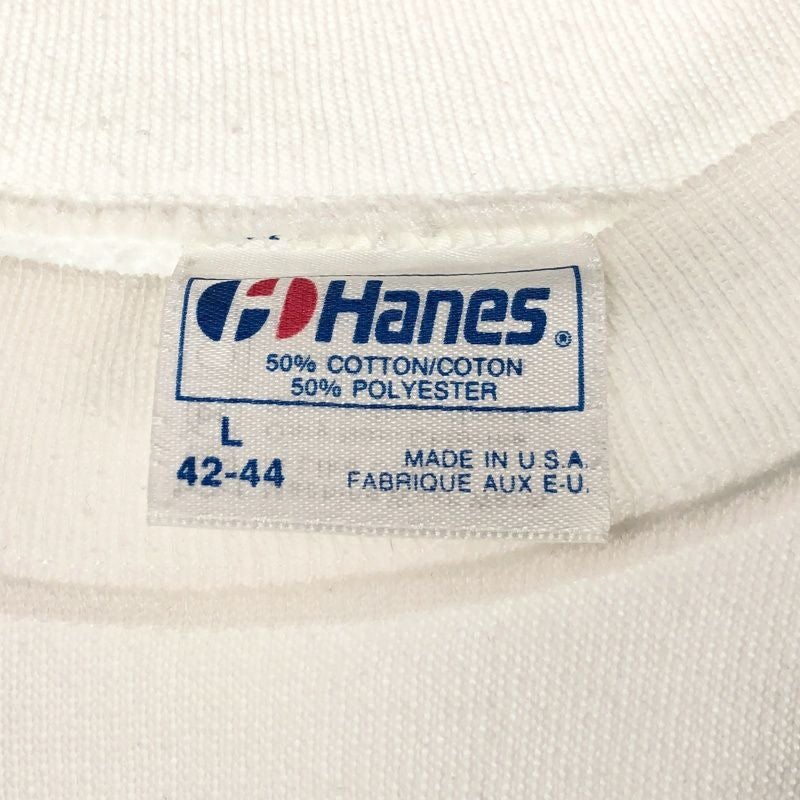 Hanes®
50% COTTON/COTON
50% POLYESTER
L
42-44
MADE IN U.S.A.
FABRIQUE AUX E-U.